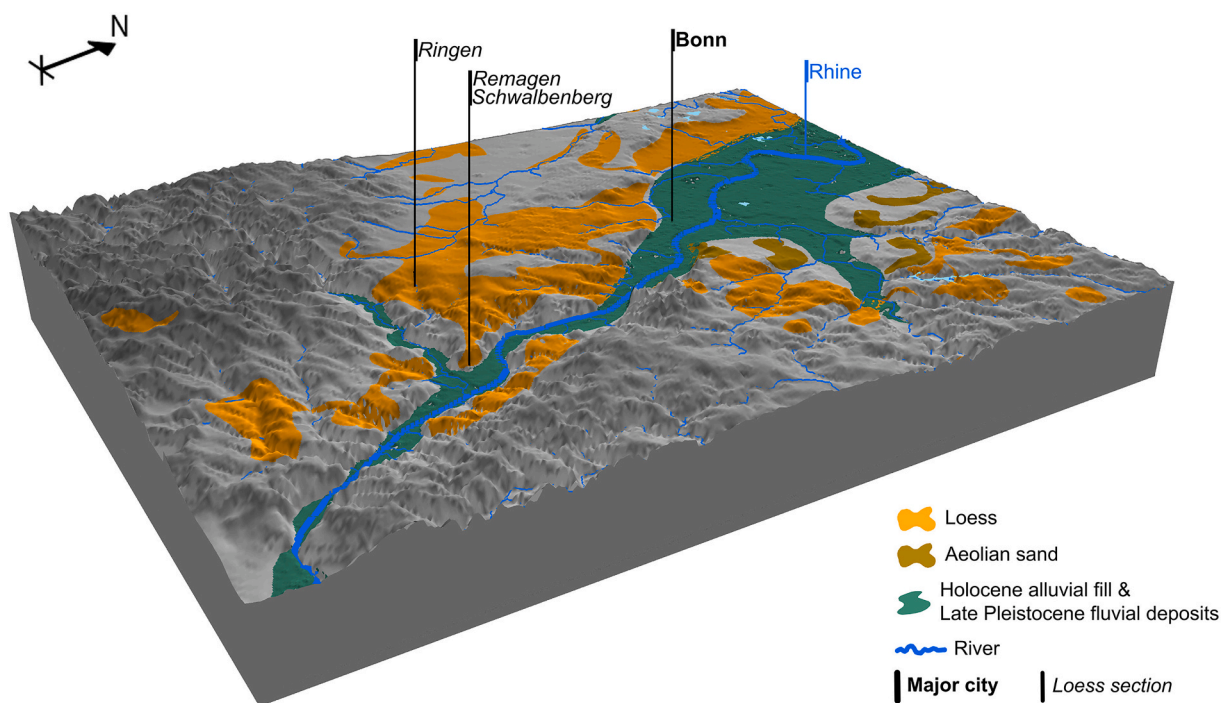 N
Ringen
Remagen
Schwalbenberg
Bonn
Rhine
Loess
Aeolian sand
Holocene alluvial fill &
Late Pleistocene fluvial deposits
River
Major city
Loess section